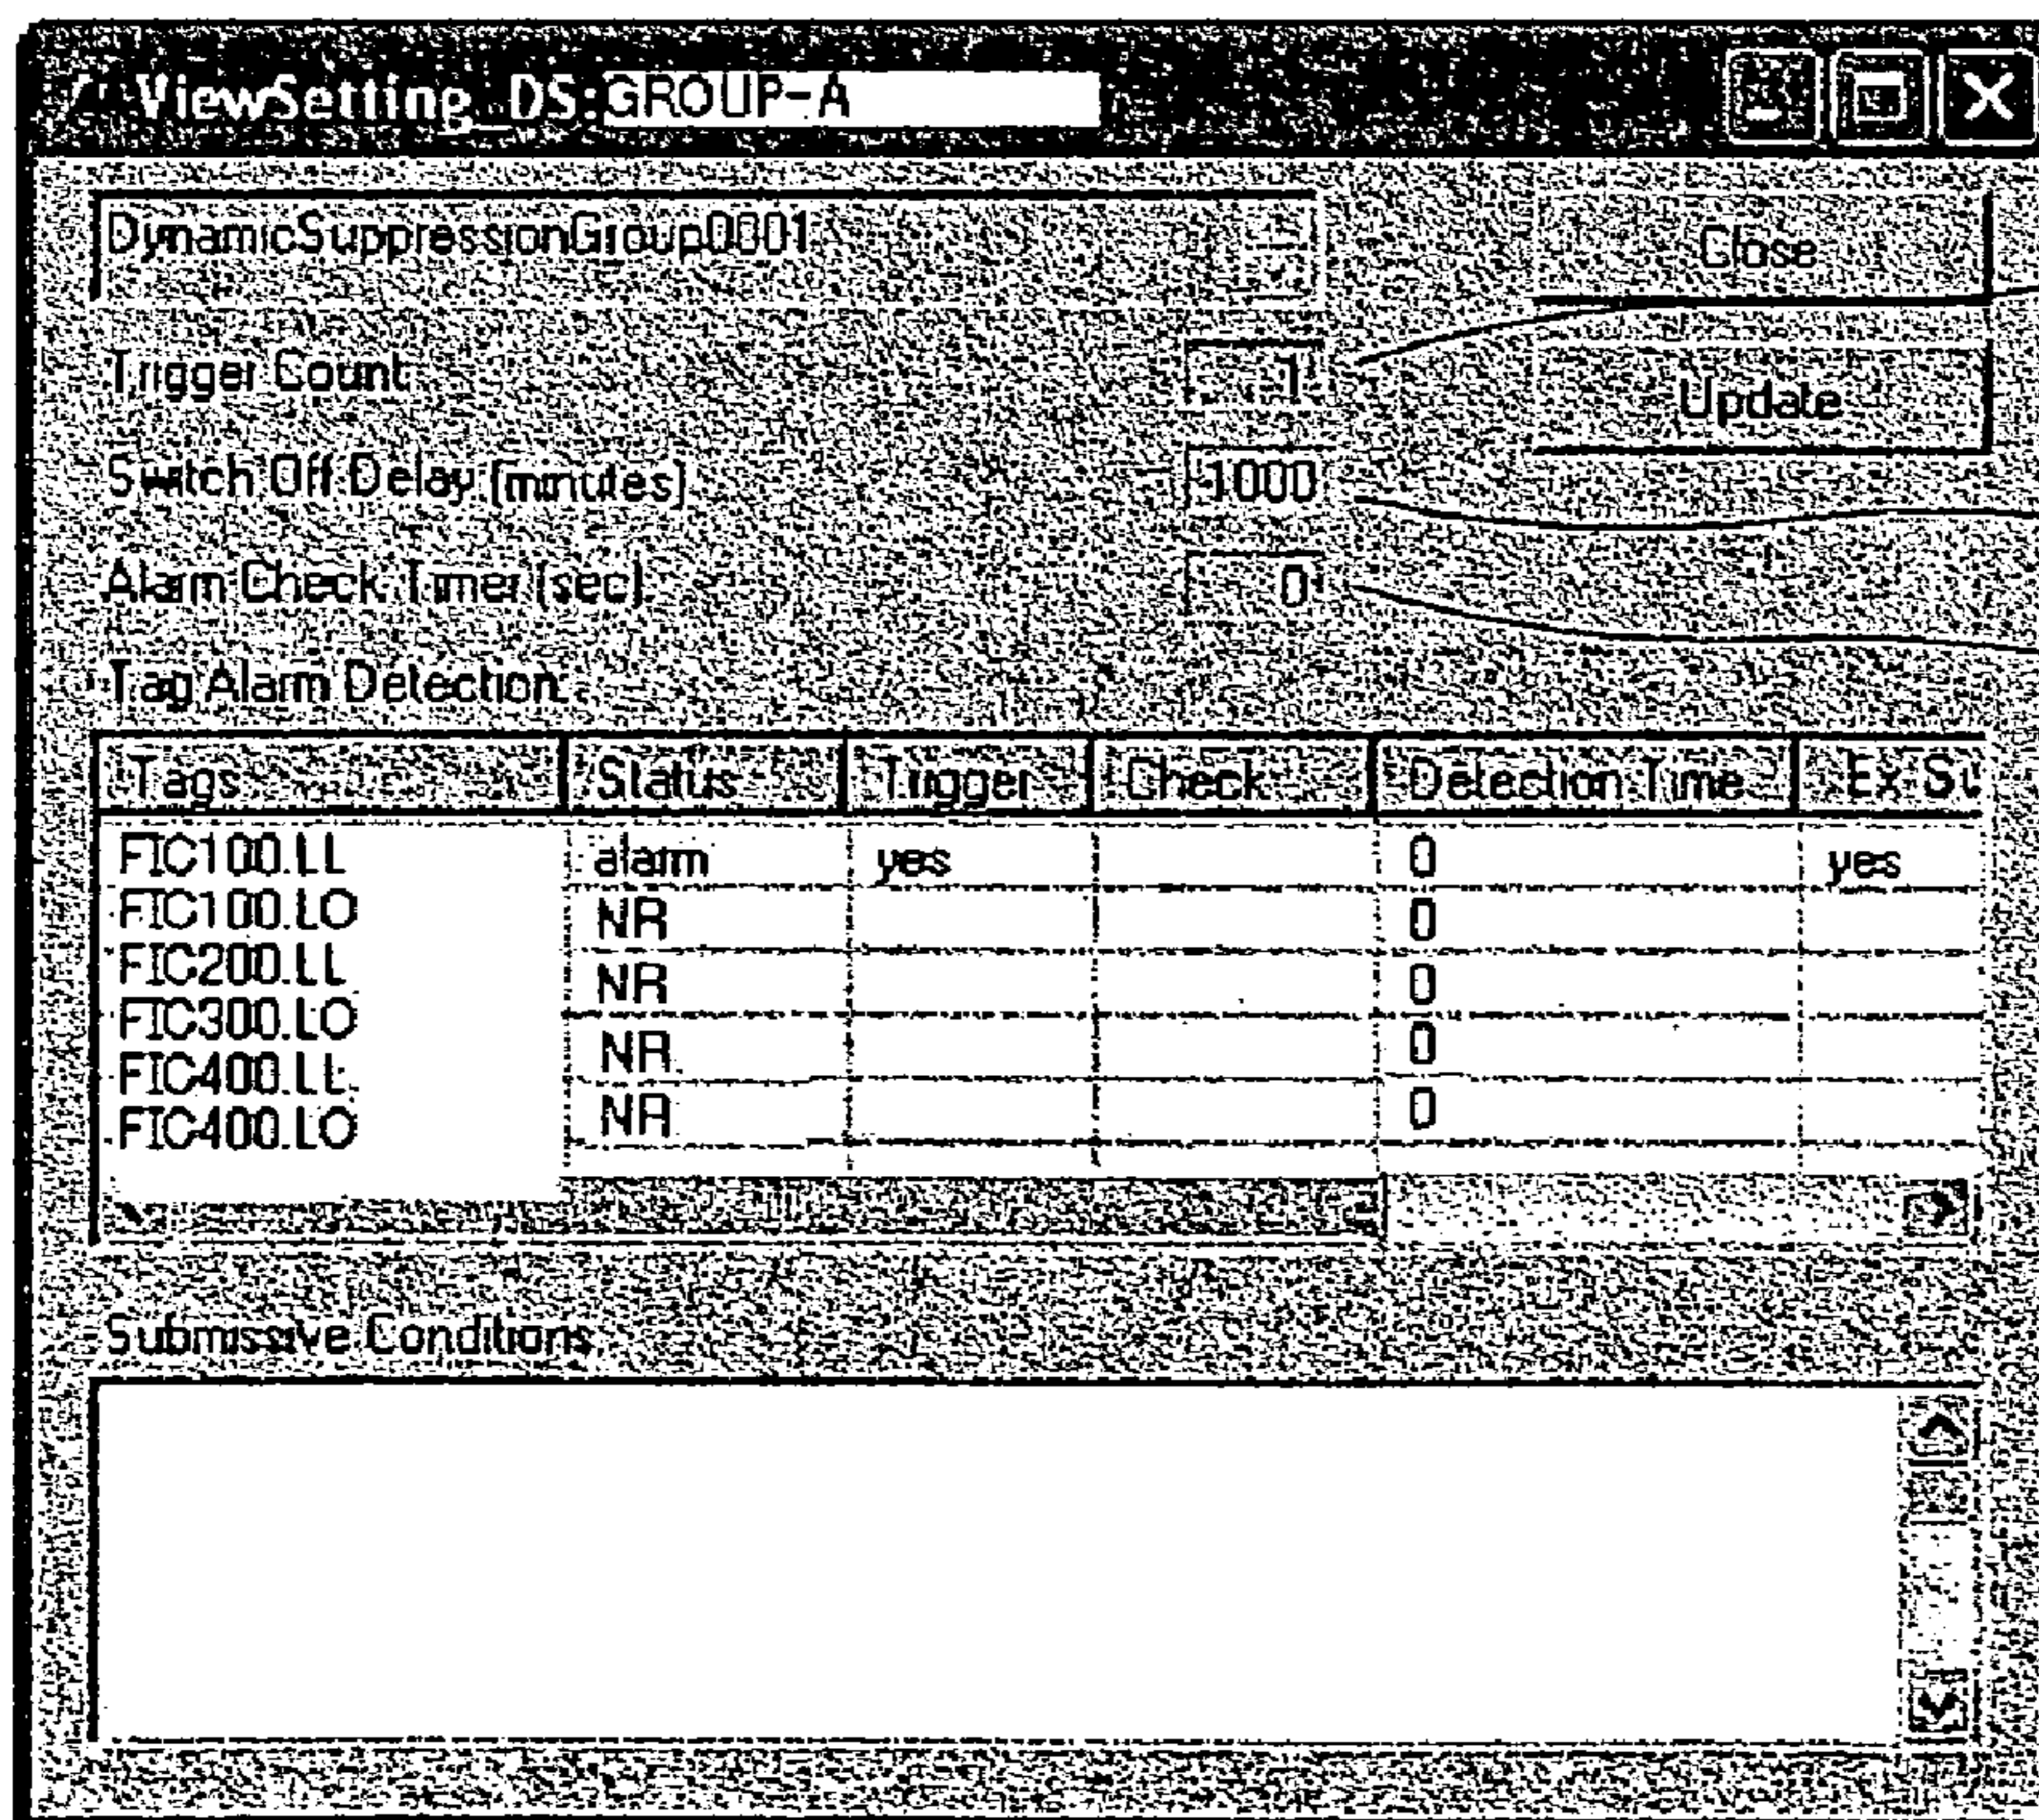 ViewSetting_DS:GROUP-A
DynamicSuppressionGroup0001
Close
Trigger Count 1
Update
Switch Off Delay (minutes) 1000
Alarm Check Timer (sec) 0
Tag Alarm Detection
Tags Status Trigger Check Detection Time Ex-Su
FIC100.LL alarm yes 0 yes
FIC100.LO NR 0
FIC200.LL NR 0
FIC300.LO NR 0
FIC400.LL NR 0
FIC400.LO
Submissive Conditions